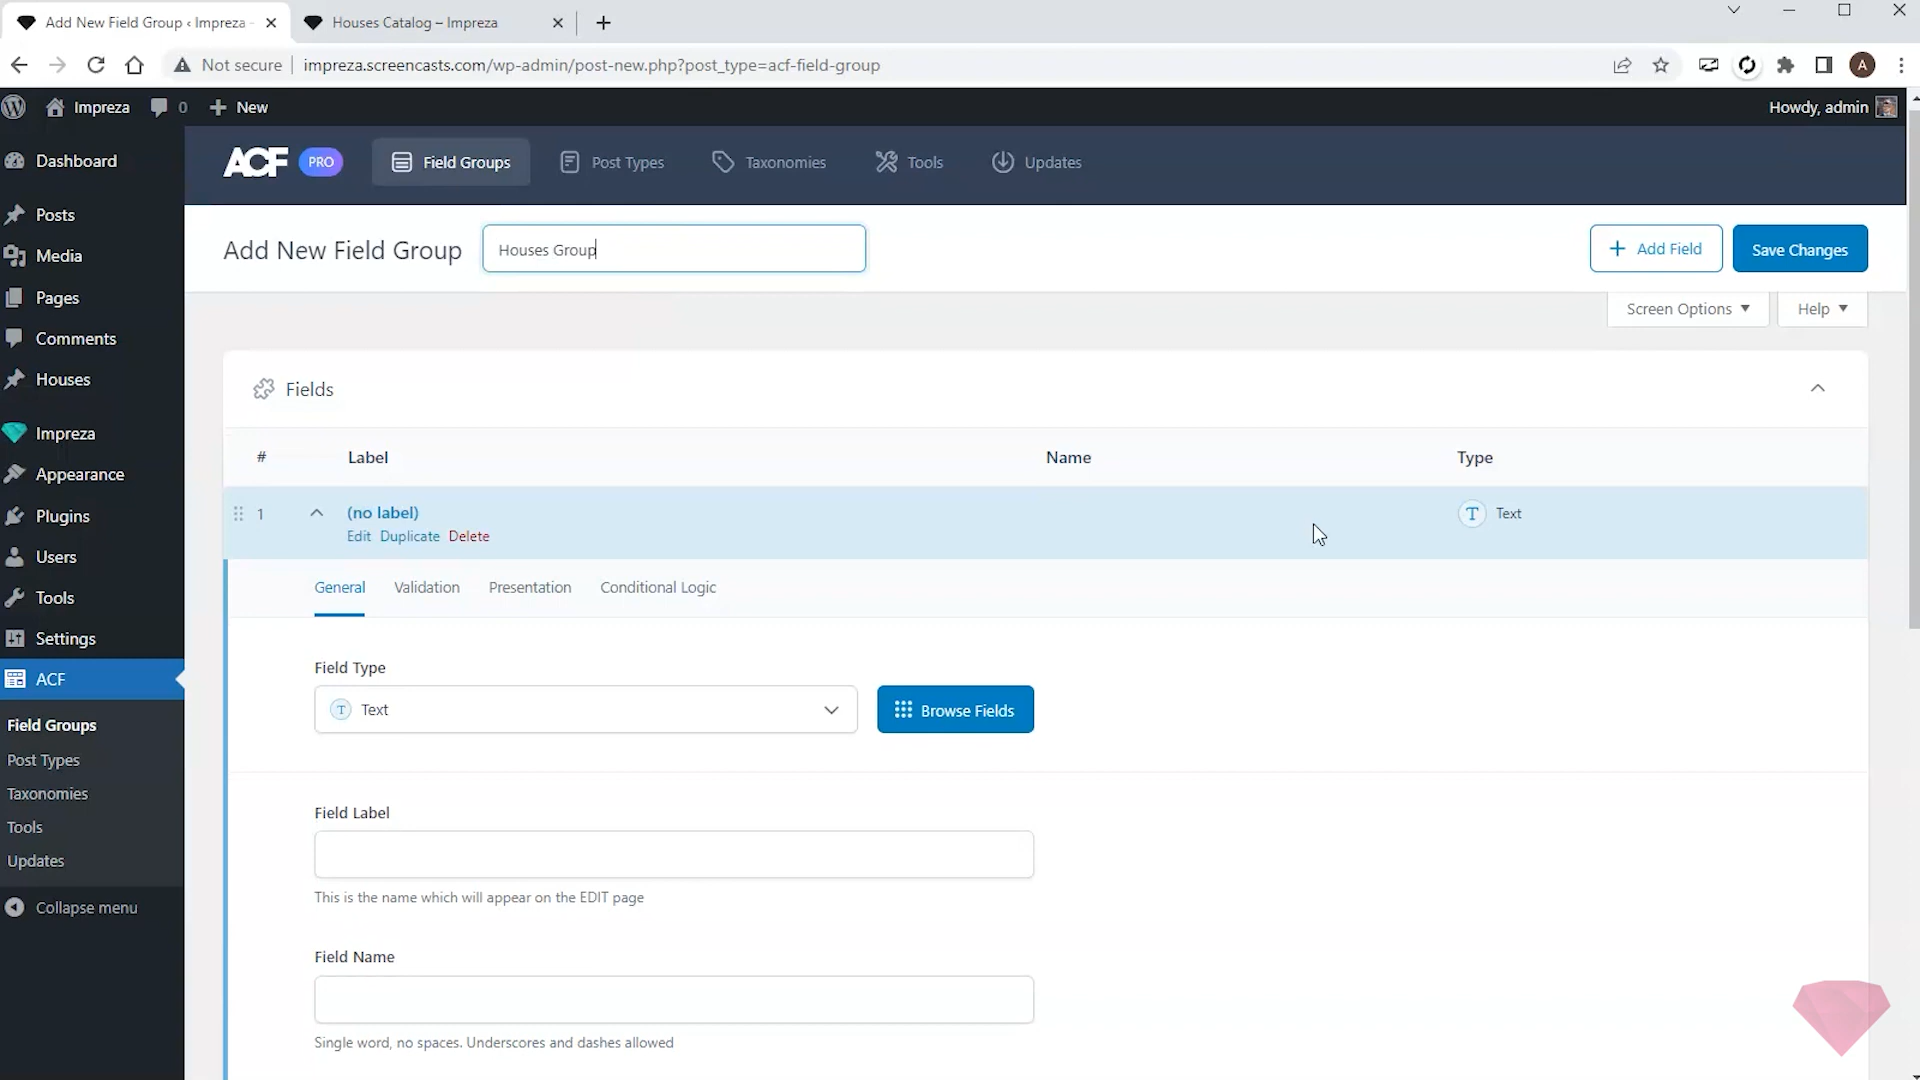 Add New Field Group ‹ Impreza -
Houses Catalog – Impreza
Not secure
impreza.screencasts.com/wp-admin/post-new.php?post_type=acf-field-group
A
Impreza
0
New
Howdy, admin
Dashboard
Posts
Media
Pages
Comments
Houses
Impreza
Appearance
Plugins
Users
Tools
Settings
ACF
Field Groups
Post Types
Taxonomies
Tools
Updates
Collapse menu
ACF PRO
Field Groups
Post Types
Taxonomies
Tools
Updates
Add New Field Group
Houses Group
+ Add Field
Save Changes
Screen Options
Help
Fields
# Label Name Type
1 (no label) T Text
Edit Duplicate Delete
General Validation Presentation Conditional Logic
Field Type
T Text
Browse Fields
Field Label
This is the name which will appear on the EDIT page
Field Name
Single word, no spaces. Underscores and dashes allowed